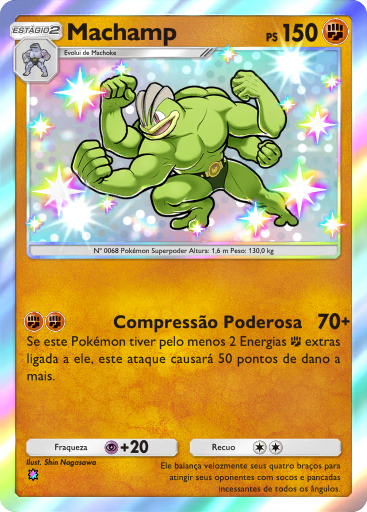 ESTÁGIO 2 Machamp PS 150
Evolui de Machoke
Nº 0068 Pokémon Superpoder Altura: 1,6 m Peso: 130,0 kg
Compressão Poderosa 70+
Se este Pokémon tiver pelo menos 2 Energias extras
ligada a ele, este ataque causará 50 pontos de dano a
mais.
Fraqueza +20 Recuo
Ilust. Shin Nagasawa
Ele balança velozmente seus quatro braços para
atingir seus oponentes com socos e pancadas
incessantes de todos os ângulos.